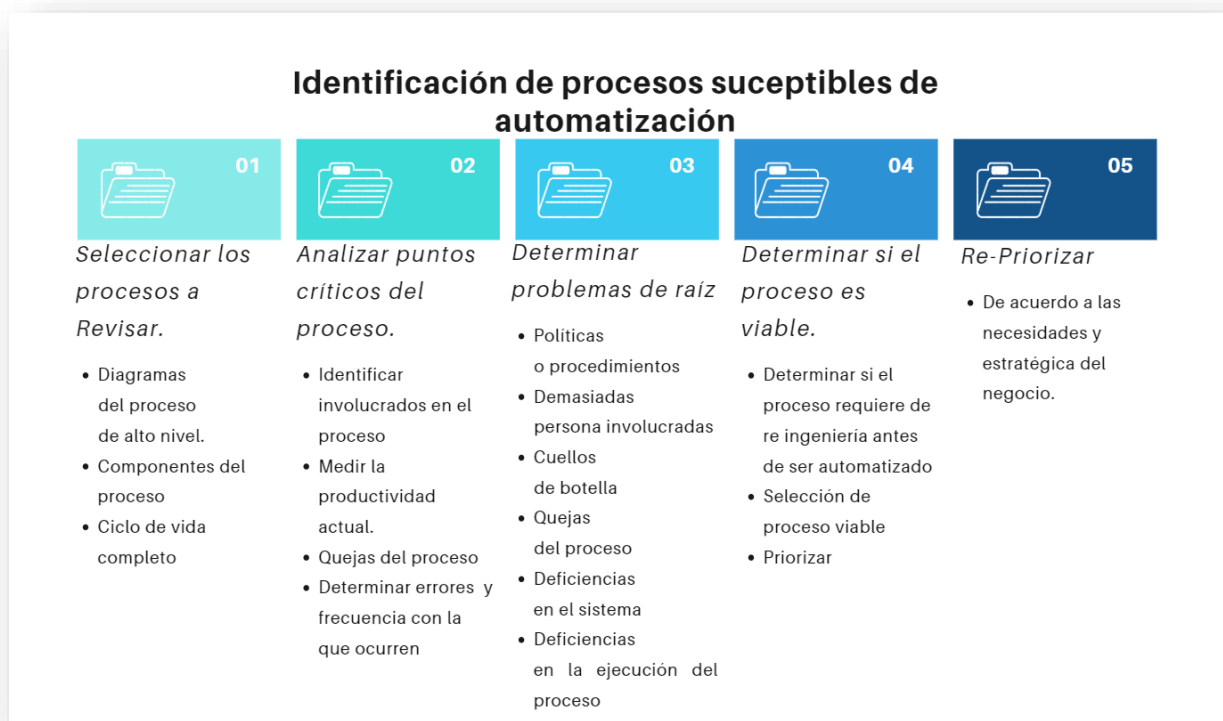 Identificación de procesos suceptibles de
automatización
01
Seleccionar los
procesos a
Revisar.
• Diagramas
del proceso
de alto nivel.
• Componentes del
proceso
• Ciclo de vida
completo
02
Analizar puntos
críticos del
proceso.
• Identificar
involucrados en el
proceso
• Medir la
productividad
actual.
• Quejas del proceso
• Determinar errores y
frecuencia con la
que ocurren
03
Determinar
problemas de raíz
• Políticas
o procedimientos
• Demasiadas
persona involucradas
• Cuellos
de botella
• Quejas
del proceso
• Deficiencias
en el sistema
• Deficiencias
en la ejecución del
proceso
04
Determinar si el
proceso es
viable.
• Determinar si el
proceso requiere de
re ingeniería antes
de ser automatizado
• Selección de
proceso viable
• Priorizar
05
Re-Priorizar
• De acuerdo a las
necesidades y
estratégica del
negocio.